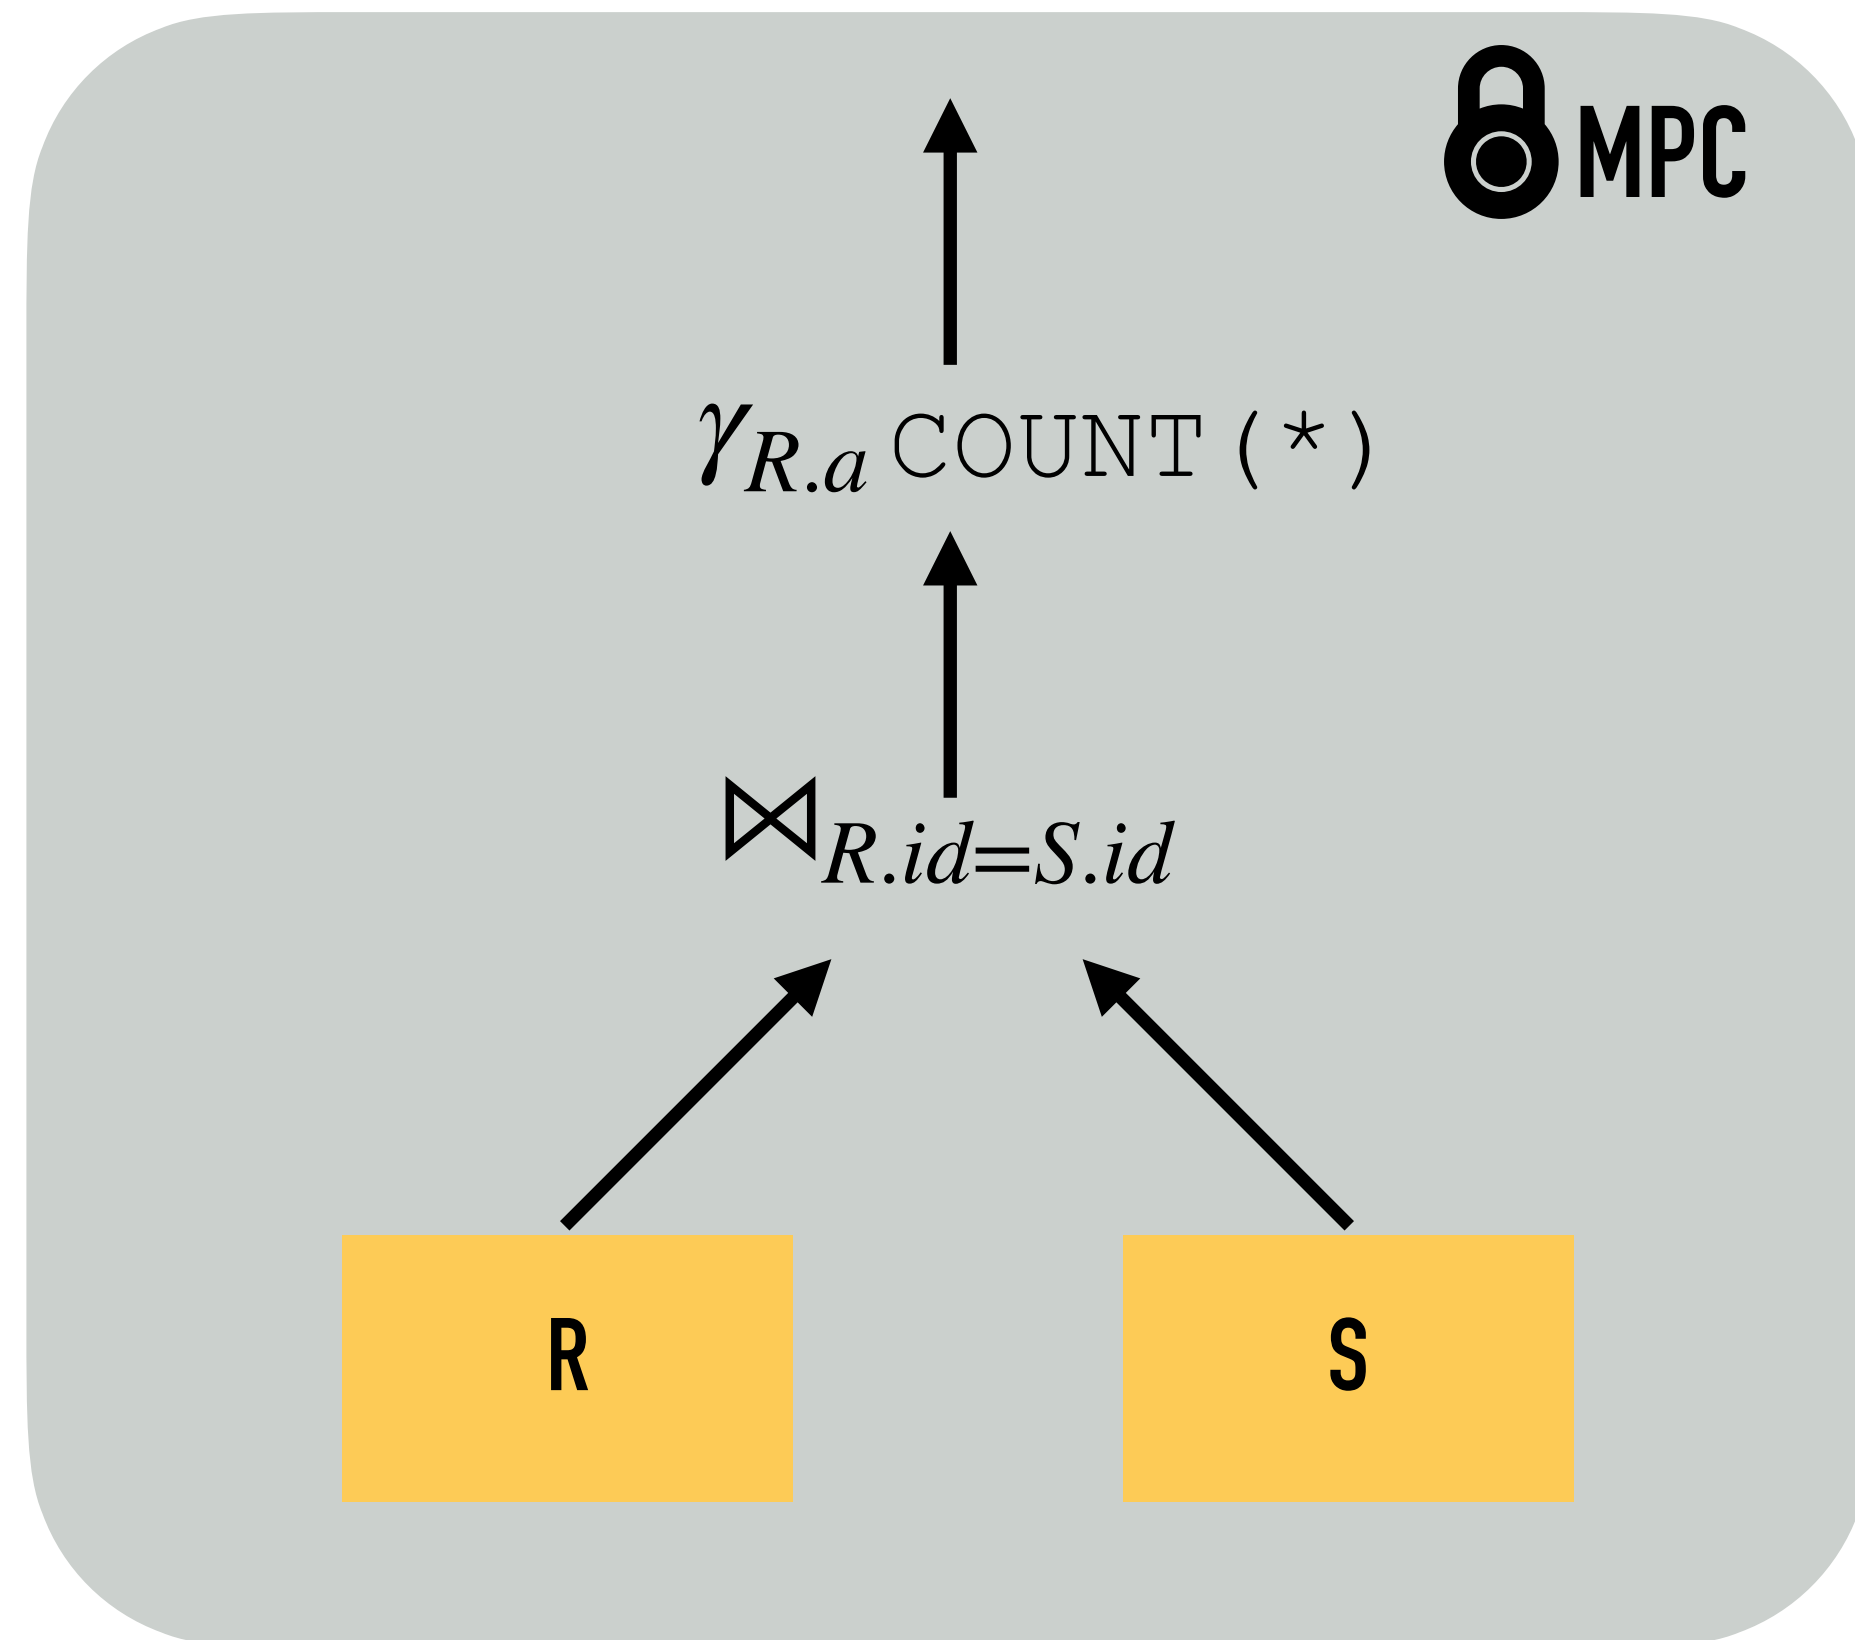 MPC
γR.a COUNT(*)
⋈R.id=S.id
R
S